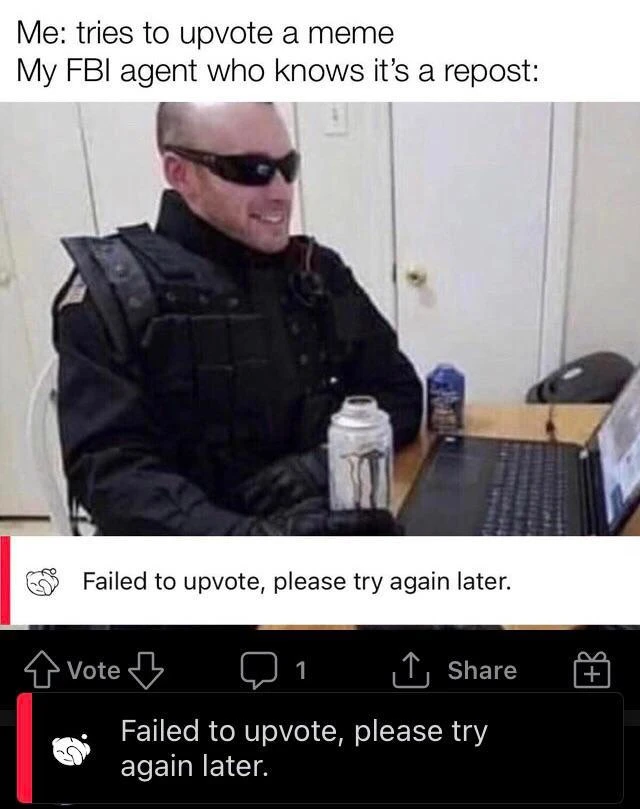 Me: tries to upvote a meme
My FBI agent who knows it's a repost:
Failed to upvote, please try again later.
Vote 1 Share
Failed to upvote, please try
again later.